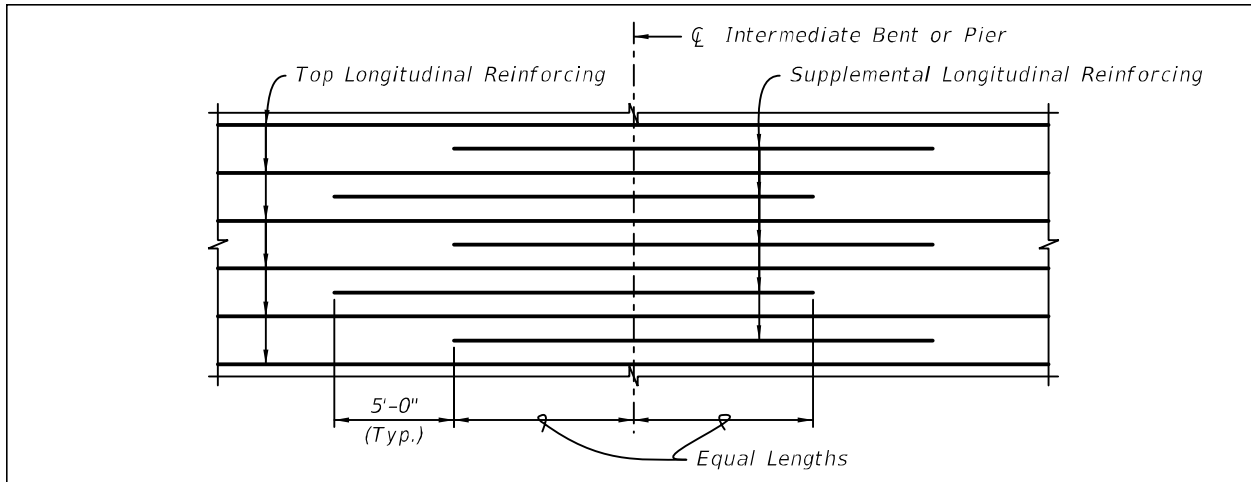 ℄ Intermediate Bent or Pier
Top Longitudinal Reinforcing
Supplemental Longitudinal Reinforcing
5'-0"
(Typ.)
Equal Lengths